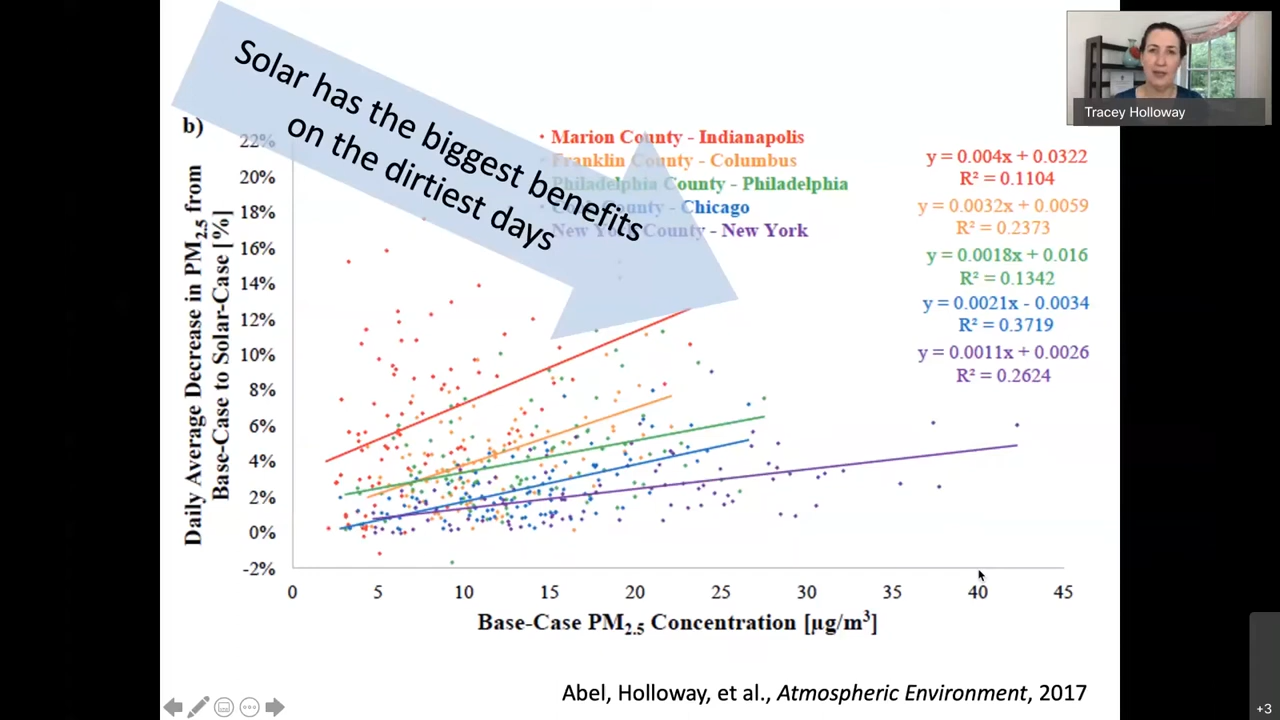 Solar has the biggest benefits
on the dirtiest days
Tracey Holloway
b)
Daily Average Decrease in PM2.5 from
Base-Case to Solar-Case [%]
22%
20%
18%
16%
14%
12%
10%
8%
6%
4%
2%
0%
-2%
· Marion County - Indianapolis
Franklin County - Columbus
Philadelphia County - Philadelphia
County - Chicago
New York County - New York
y = 0.004x + 0.0322
R² = 0.1104
y = 0.0032x + 0.0059
R² = 0.2373
y = 0.0018x + 0.016
R² = 0.1342
y = 0.0021x - 0.0034
R² = 0.3719
y = 0.0011x + 0.0026
R² = 0.2624
0 5 10 15 20 25 30 35 40 45
Base-Case PM2.5 Concentration [µg/m³]
Abel, Holloway, et al., Atmospheric Environment, 2017
+3